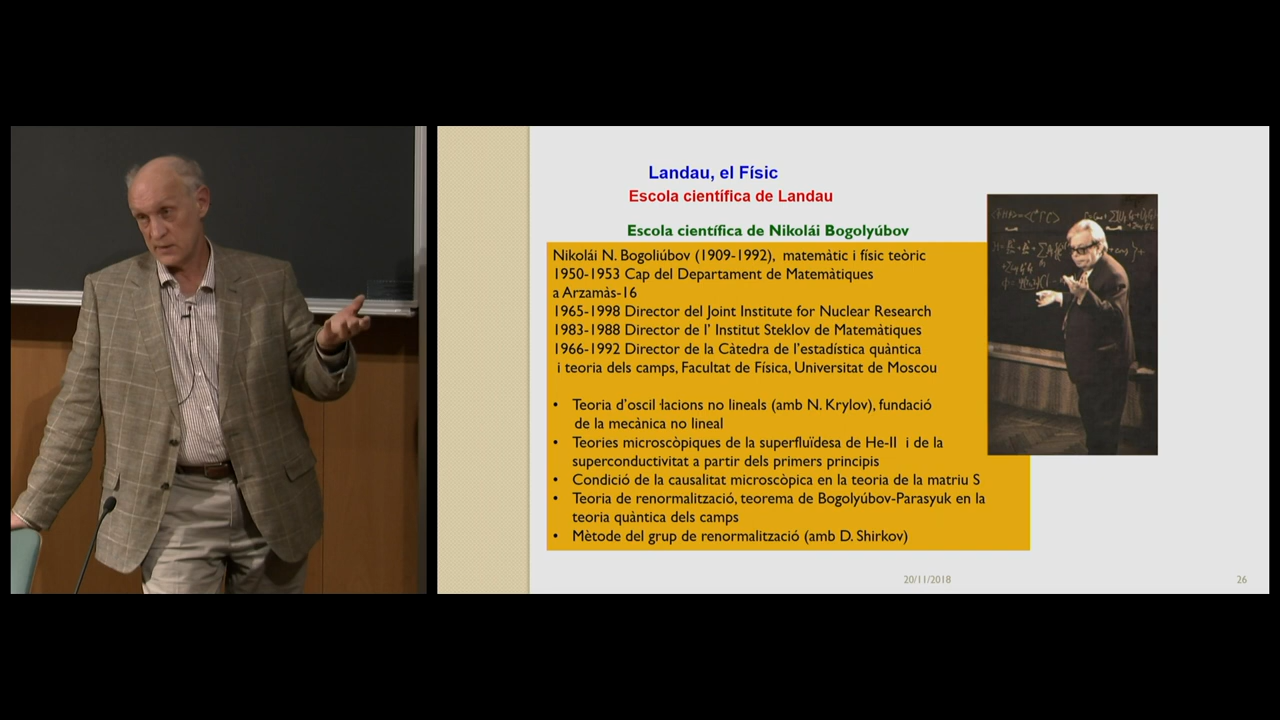 Landau, el Físic
Escola científica de Landau
Escola científica de Nikolái Bogolyúbov
Nikolái N. Bogoliúbov (1909-1992), matemàtic i físic teòric
1950-1953 Cap del Departament de Matemàtiques
a Arzamàs-16
1965-1998 Director del Joint Institute for Nuclear Research
1983-1988 Director de l' Institut Steklov de Matemàtiques
1966-1992 Director de la Càtedra de l'estadística quàntica
i teoria dels camps, Facultat de Física, Universitat de Moscou
• Teoria d'oscil·lacions no lineals (amb N. Krylov), fundació
de la mecànica no lineal
• Teories microscòpiques de la superfluïdesa de He-II i de la
superconductivitat a partir dels primers principis
• Condició de la causalitat microscòpica en la teoria de la matriu S
• Teoria de renormalització, teorema de Bogolyúbov-Parasyuk en la
teoria quàntica dels camps
• Mètode del grup de renormalització (amb D. Shirkov)
20/11/2018
26